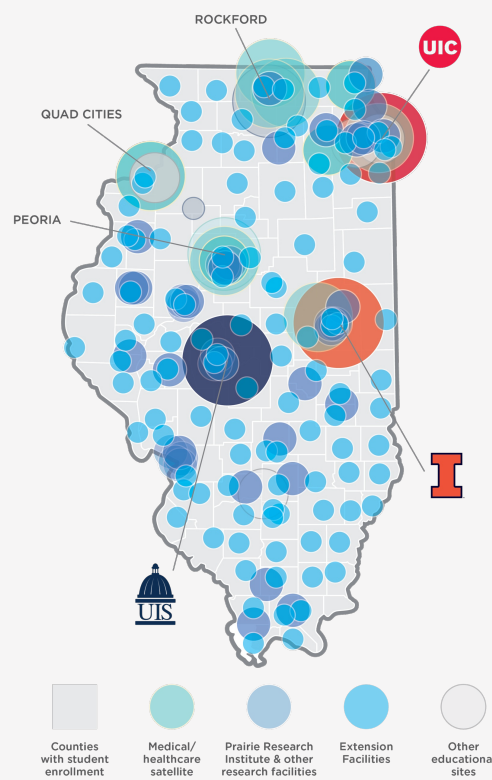 ROCKFORD
UIC
QUAD CITIES
PEORIA
I
UIS
Counties
with student
enrollment
Medical/
healthcare
satellite
Prairie Research
Institute & other
research facilities
Extension
Facilities
Other
educationa
sites